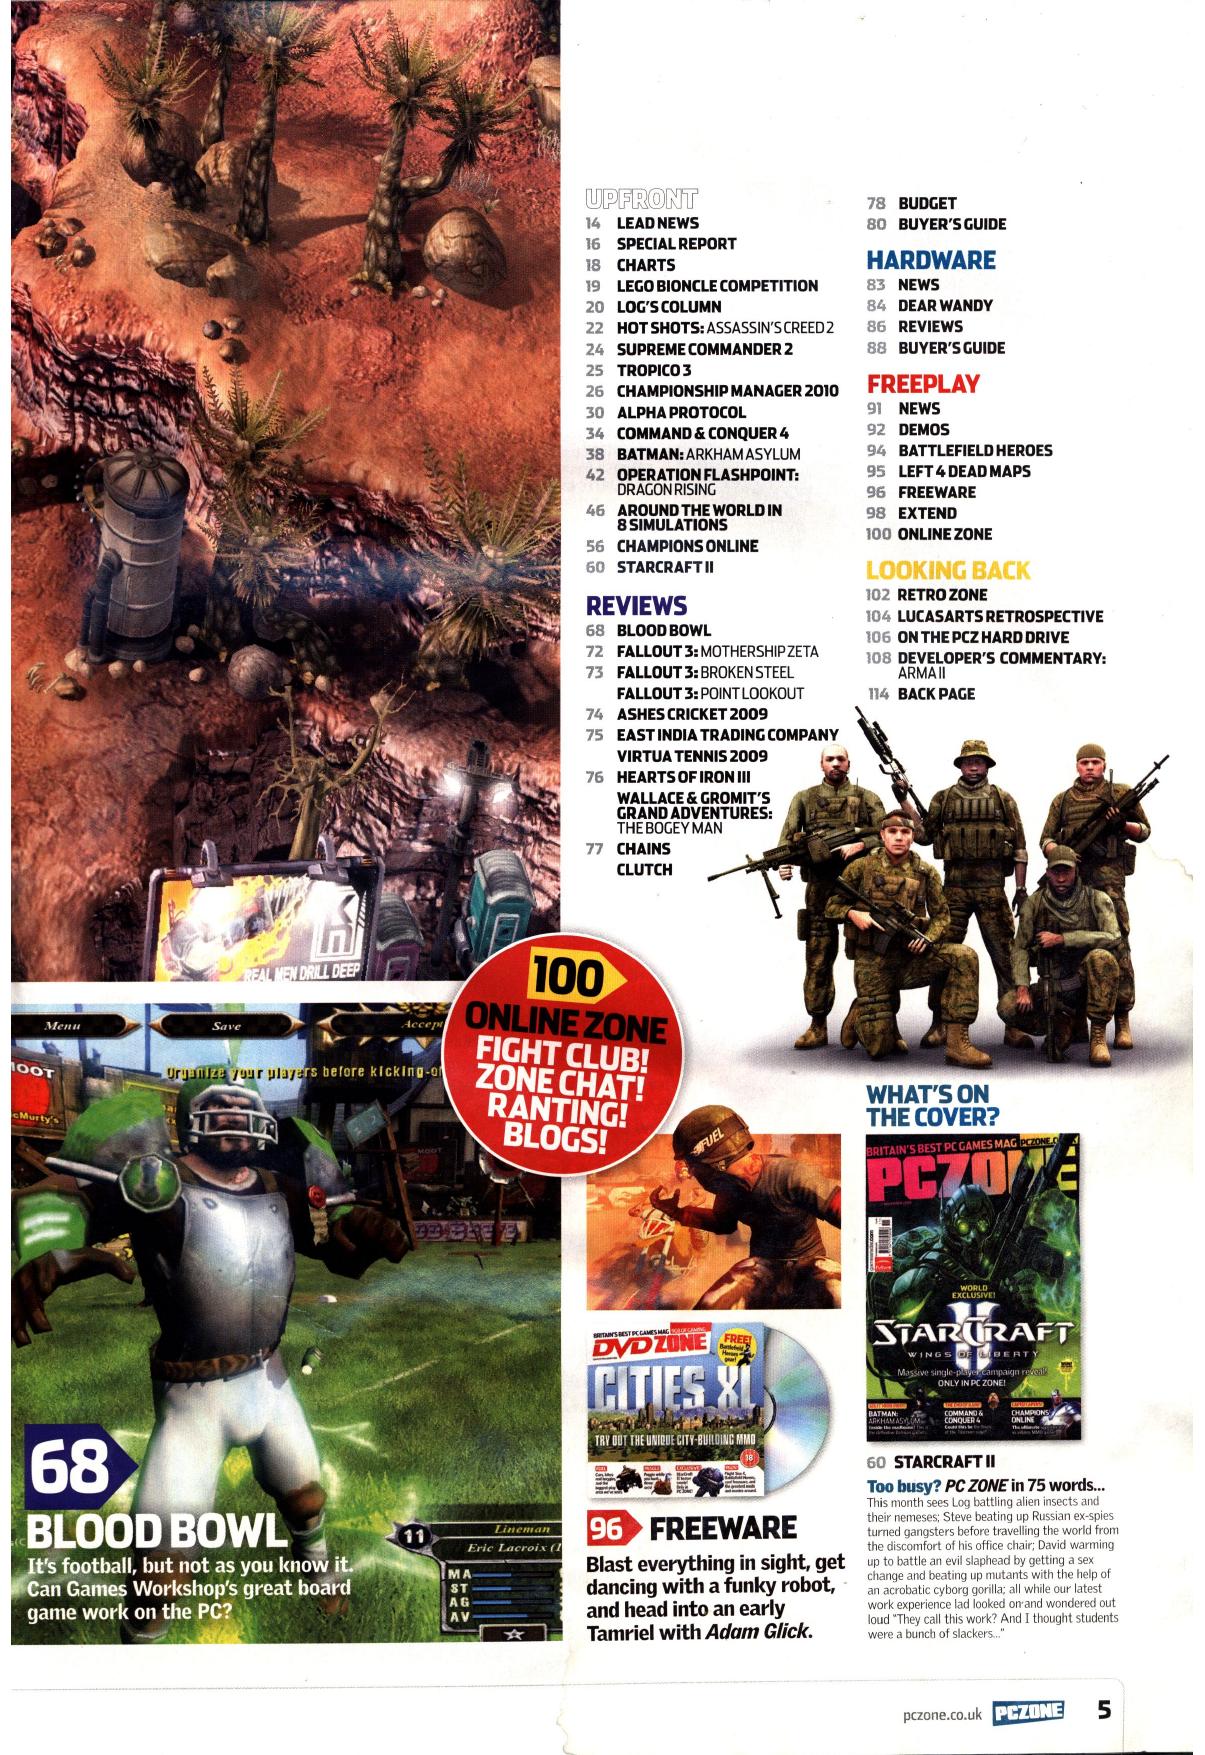 REAL MEN DRILL DEEP
UPFRONT
14 LEAD NEWS
16 SPECIAL REPORT
18 CHARTS
19 LEGO BIONCLE COMPETITION
20 LOG'S COLUMN
22 HOT SHOTS: ASSASSIN'S CREED 2
24 SUPREME COMMANDER 2
25 TROPICO 3
26 CHAMPIONSHIP MANAGER 2010
30 ALPHA PROTOCOL
34 COMMAND & CONQUER 4
38 BATMAN: ARKHAM ASYLUM
42 OPERATION FLASHPOINT:
DRAGON RISING
46 AROUND THE WORLD IN
8 SIMULATIONS
56 CHAMPIONS ONLINE
60 STARCRAFT II
REVIEWS
68 BLOOD BOWL
72 FALLOUT 3: MOTHERSHIP ZETA
73 FALLOUT 3: BROKEN STEEL
FALLOUT 3: POINT LOOKOUT
74 ASHES CRICKET 2009
75 EAST INDIA TRADING COMPANY
VIRTUA TENNIS 2009
76 HEARTS OF IRON III
WALLACE & GROMIT'S
GRAND ADVENTURES:
THE BOGEY MAN
77 CHAINS
CLUTCH
78 BUDGET
80 BUYER'S GUIDE
HARDWARE
83 NEWS
84 DEAR WANDY
86 REVIEWS
88 BUYER'S GUIDE
FREEPLAY
91 NEWS
92 DEMOS
94 BATTLEFIELD HEROES
95 LEFT 4 DEAD MAPS
96 FREEWARE
98 EXTEND
100 ONLINE ZONE
LOOKING BACK
102 RETRO ZONE
104 LUCASARTS RETROSPECTIVE
106 ON THE PCZ HARD DRIVE
108 DEVELOPER'S COMMENTARY:
ARMA II
114 BACK PAGE
100
ONLINE ZONE
FIGHT CLUB!
ZONE CHAT!
RANTING!
BLOGS!
Menu
Save
Accept
Organize your players before kicking-o
MOOT
McMurty's
MOOT
11
Lineman
Eric Lacroix (1
MA
ST
AG
AV
68
BLOOD BOWL
It's football, but not as you know it.
Can Games Workshop's great board
game work on the PC?
FUEL
BRITAIN'S BEST PC GAMES MAG
DVD ZONE
FREE!
Battlefield
Heroes
gear!
CITIES XL
TRY OUT THE UNIQUE CITY-BUILDING MMO
18
96 FREEWARE
Blast everything in sight, get
dancing with a funky robot,
and head into an early
Tamriel with Adam Glick.
WHAT'S ON
THE COVER?
BRITAIN'S BEST PC GAMES MAG
PCZONE
WORLD
EXCLUSIVE!
STARCRAFT
II
WINGS OF LIBERTY
Massive single-player campaign reveal!
ONLY IN PC ZONE!
BATMAN:
ARKHAM ASYLUM
COMMAND &
CONQUER 4
CHAMPIONS
ONLINE
60 STARCRAFT II
Too busy? PC ZONE in 75 words...
This month sees Log battling alien insects and
their nemeses; Steve beating up Russian ex-spies
turned gangsters before travelling the world from
the discomfort of his office chair; David warming
up to battle an evil slaphead by getting a sex
change and beating up mutants with the help of
an acrobatic cyborg gorilla; all while our latest
work experience lad looked on and wondered out
loud "They call this work? And I thought students
were a bunch of slackers..."
pczone.co.uk PCZONE 5